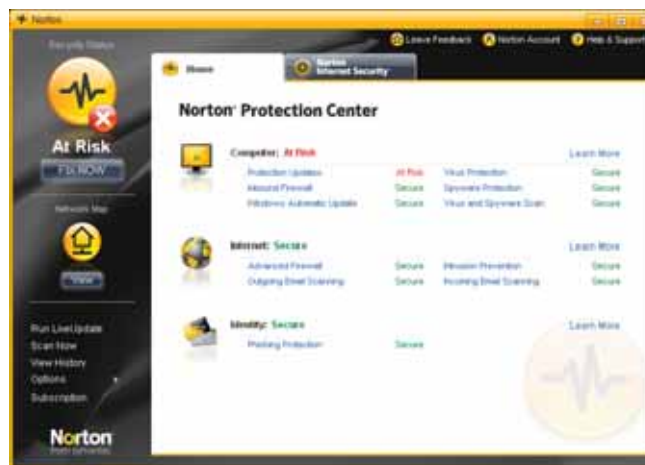 Norton
Leave Feedback Norton Account Help & Support
Security Status
At Risk
Fix NOW
Network Map
View
Run LiveUpdate
Scan Now
View History
Options
Subscription
Norton
from symantec
Home
Norton Internet Security
Norton Protection Center
Computer: At Risk Learn More
Protection Updates At Risk Virus Protection Secure
Inbound Firewall Secure Spyware Protection Secure
Windows Automatic Update Secure Virus and Spyware Scan Secure
Internet: Secure Learn More
Advanced Firewall Secure Intrusion Prevention Secure
Outgoing Email Scanning Secure Incoming Email Scanning Secure
Identity: Secure Learn More
Phishing Protection Secure